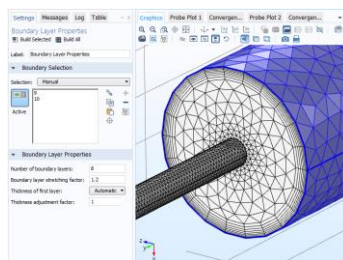 Settings Messages Log Table
Boundary Layer Properties
Build Selected Build All
Label: Boundary Layer Properties
Boundary Selection
Selection: Manual
9
10
Active
Boundary Layer Properties
Number of boundary layers: 8
Boundary layer stretching factor: 1.2
Thickness of first layer: Automatic
Thickness adjustment factor: 1
Graphics Probe Plot 1 Convergen... Probe Plot 2 Convergen...
z
y
x